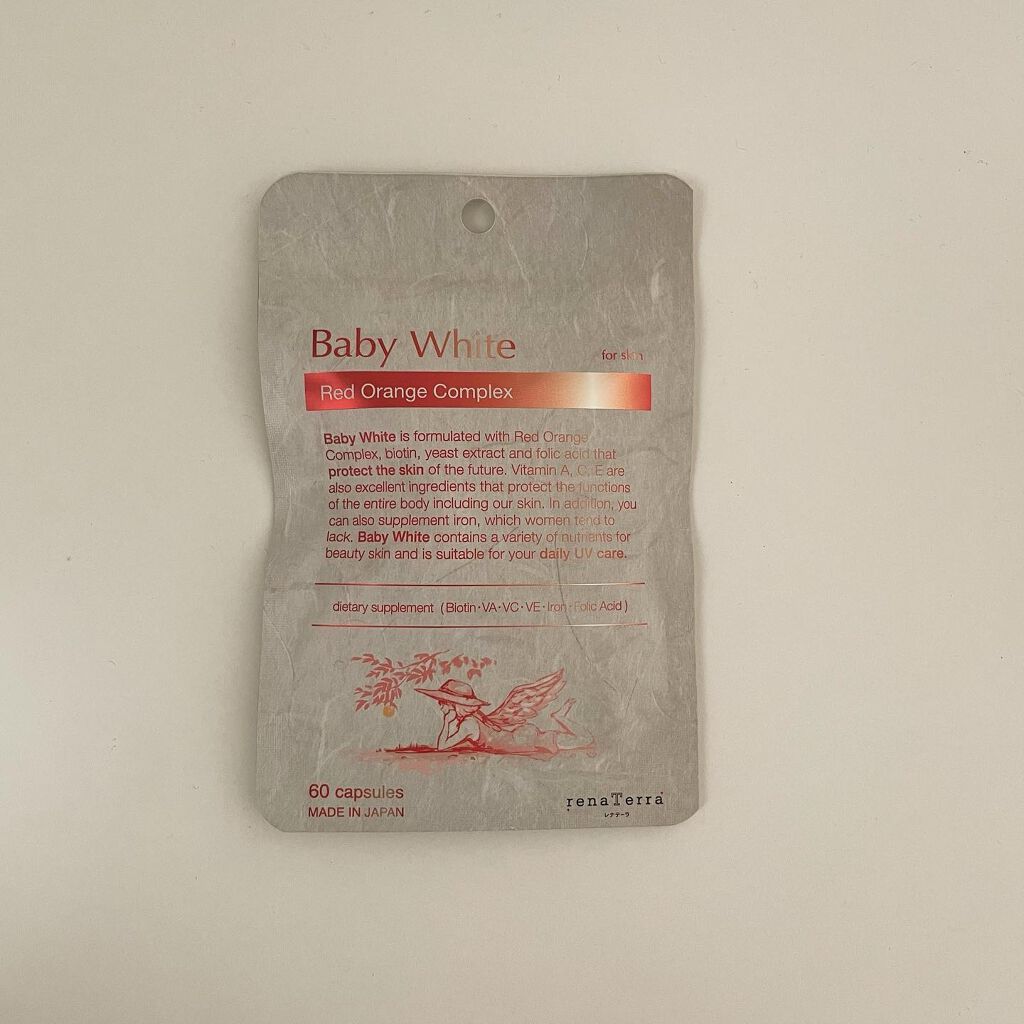 Baby White
for skin
Red Orange Complex
Baby White is formulated with Red Orange
Complex, biotin, yeast extract and folic acid that
protect the skin of the future. Vitamin A, C, E are
also excellent ingredients that protect the functions
of the entire body including our skin. In addition, you
can also supplement iron, which women tend to
lack. Baby White contains a variety of nutrients for
beauty skin and is suitable for your daily UV care.
dietary supplement (Biotin・VA・VC・VE・Iron・Folic Acid)
60 capsules
MADE IN JAPAN
renaTerra
レナテーラ